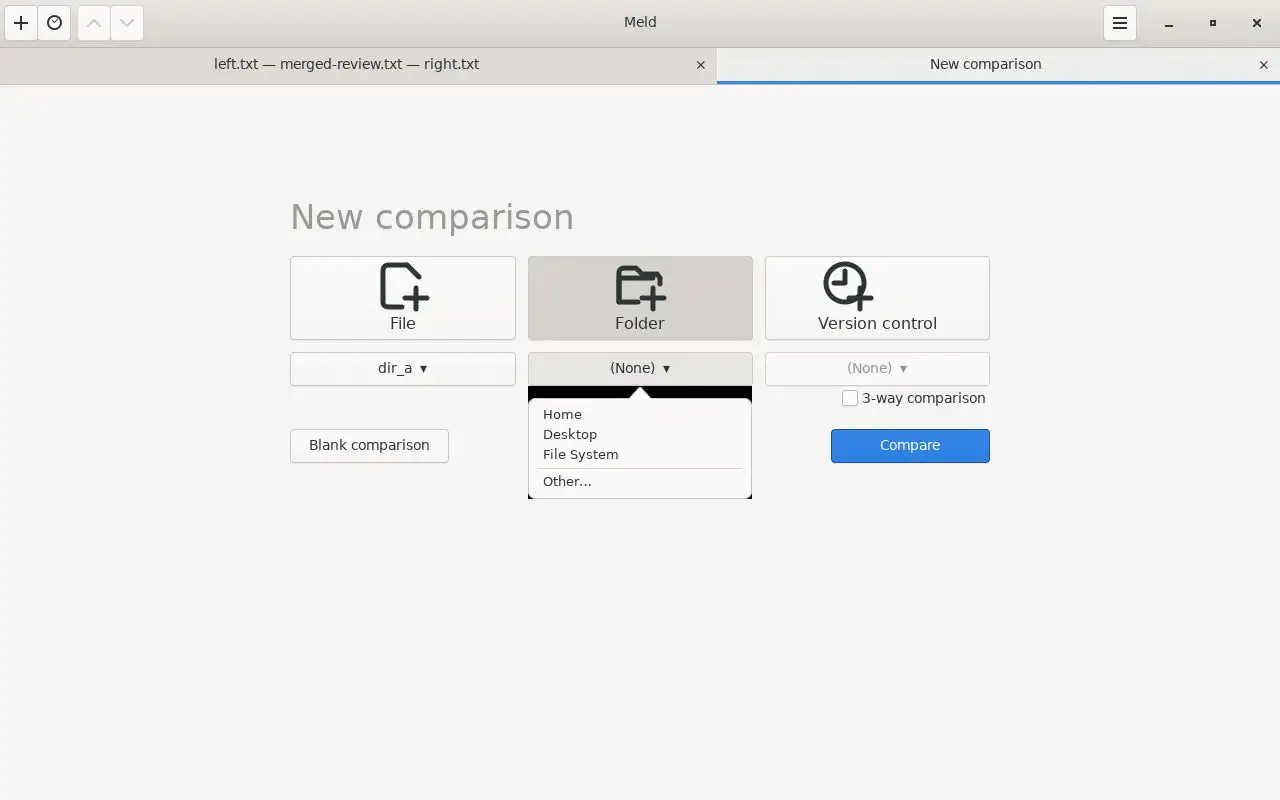 Meld
left.txt — merged-review.txt — right.txt
New comparison
New comparison
File
Folder
Version control
dir_a
(None)
(None)
3-way comparison
Home
Desktop
File System
Other...
Blank comparison
Compare